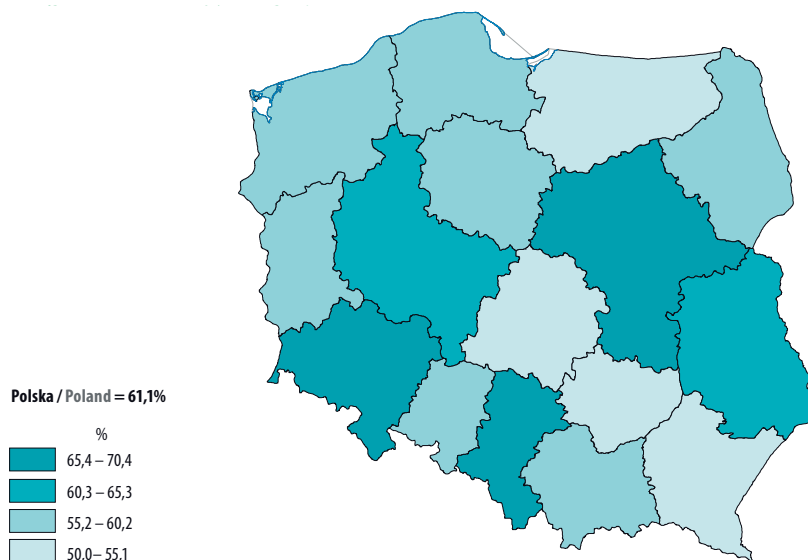 Polska / Poland = 61,1%
%
65,4 – 70,4
60,3 – 65,3
55,2 – 60,2
50,0 – 55,1